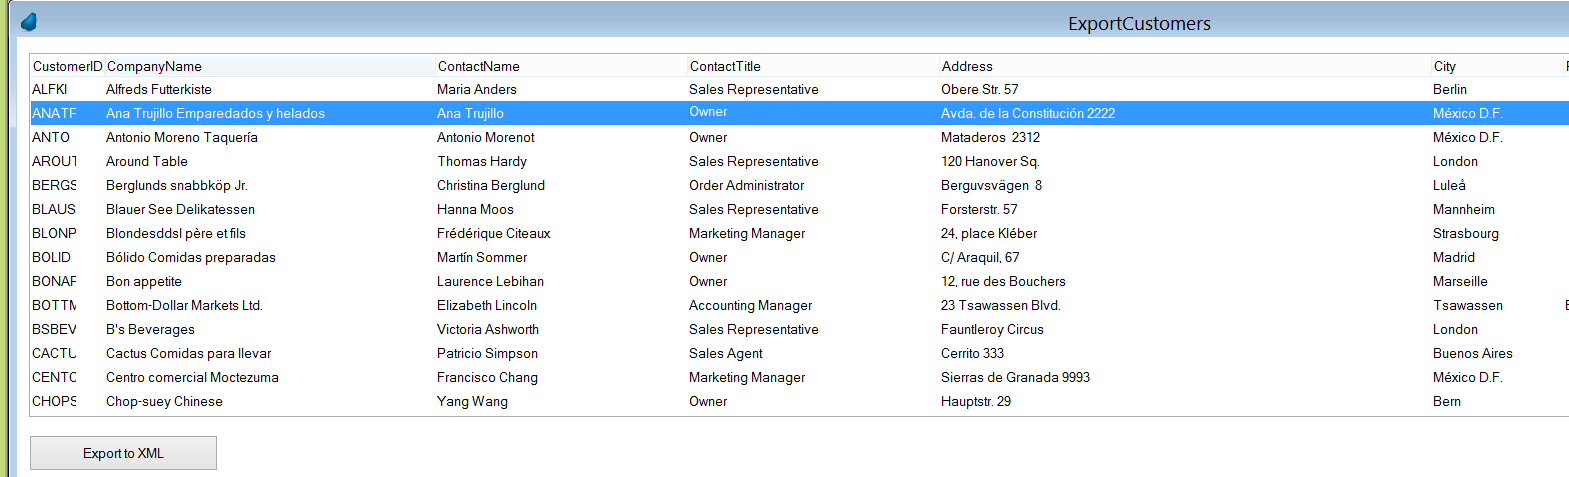 ExportCustomers
CustomerID CompanyName ContactName ContactTitle Address City
ALFKI Alfreds Futterkiste Maria Anders Sales Representative Obere Str. 57 Berlin
ANATR Ana Trujillo Emparedados y helados Ana Trujillo Owner Avda. de la Constitución 2222 México D.F.
ANTO Antonio Moreno Taquería Antonio Morenot Owner Mataderos 2312 México D.F.
AROUT Around Table Thomas Hardy Sales Representative 120 Hanover Sq. London
BERGS Berglunds snabbköp Jr. Christina Berglund Order Administrator Berguvsvägen 8 Luleå
BLAUS Blauer See Delikatessen Hanna Moos Sales Representative Forsterstr. 57 Mannheim
BLONP Blondesddsl père et fils Frédérique Citeaux Marketing Manager 24, place Kléber Strasbourg
BOLID Bólido Comidas preparadas Martín Sommer Owner C/ Araquil, 67 Madrid
BONAP Bon appetite Laurence Lebihan Owner 12, rue des Bouchers Marseille
BOTTM Bottom-Dollar Markets Ltd. Elizabeth Lincoln Accounting Manager 23 Tsawassen Blvd. Tsawassen
BSBEV B's Beverages Victoria Ashworth Sales Representative Fauntleroy Circus London
CACTU Cactus Comidas para llevar Patricio Simpson Sales Agent Cerrito 333 Buenos Aires
CENTC Centro comercial Moctezuma Francisco Chang Marketing Manager Sierras de Granada 9993 México D.F.
CHOPS Chop-suey Chinese Yang Wang Owner Hauptstr. 29 Bern
Export to XML